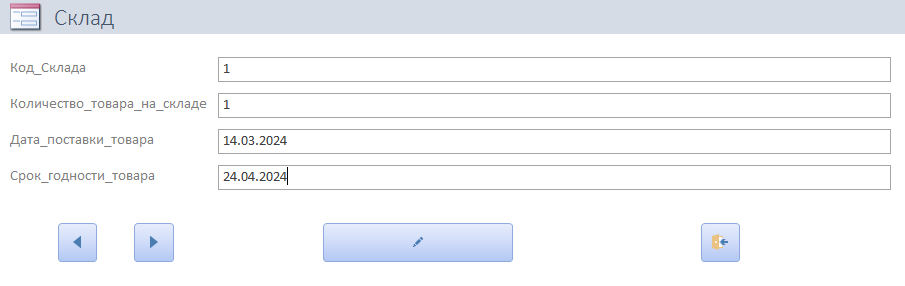 Склад
Код_Склада 1
Количество_товара_на_складе 1
Дата_поставки_товара 14.03.2024
Срок_годности_товара 24.04.2024